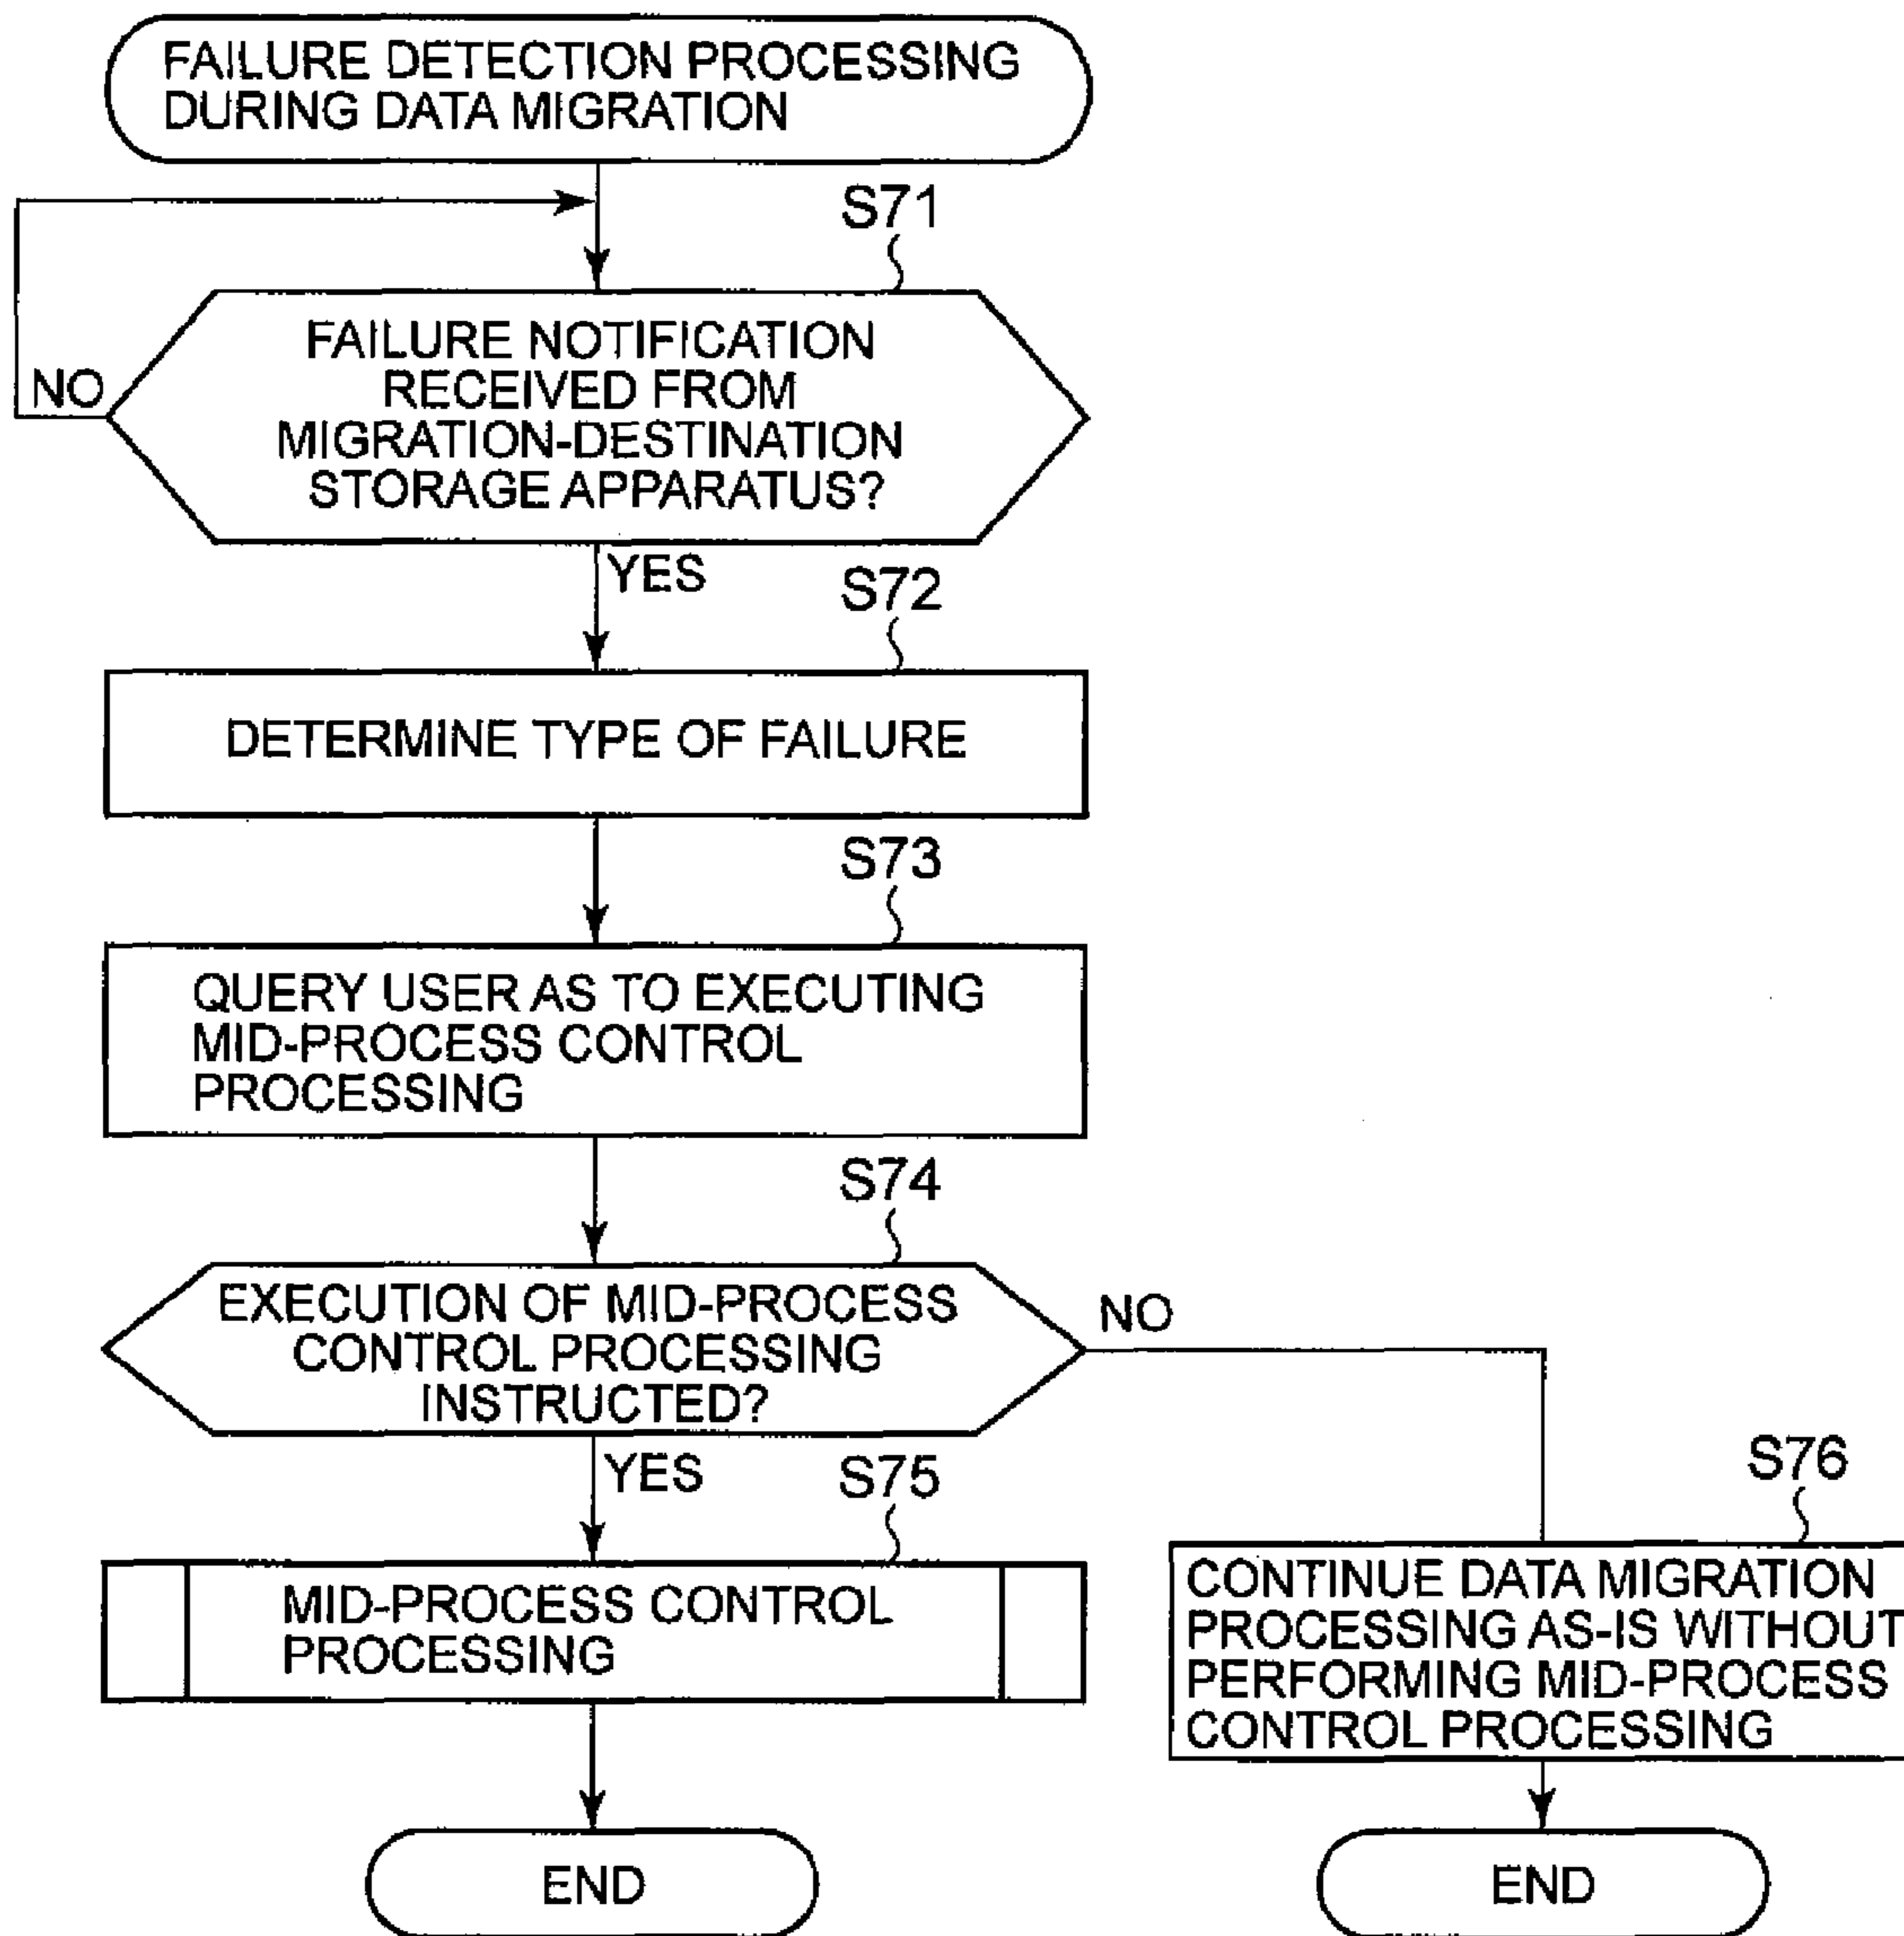 FAILURE DETECTION PROCESSING
DURING DATA MIGRATION
S71
FAILURE NOTIFICATION
RECEIVED FROM
MIGRATION-DESTINATION
STORAGE APPARATUS?
NO
YES
S72
DETERMINE TYPE OF FAILURE
S73
QUERY USER AS TO EXECUTING
MID-PROCESS CONTROL
PROCESSING
S74
EXECUTION OF MID-PROCESS
CONTROL PROCESSING
INSTRUCTED?
NO
YES
S75
MID-PROCESS CONTROL
PROCESSING
S76
CONTINUE DATA MIGRATION
PROCESSING AS-IS WITHOUT
PERFORMING MID-PROCESS
CONTROL PROCESSING
END
END